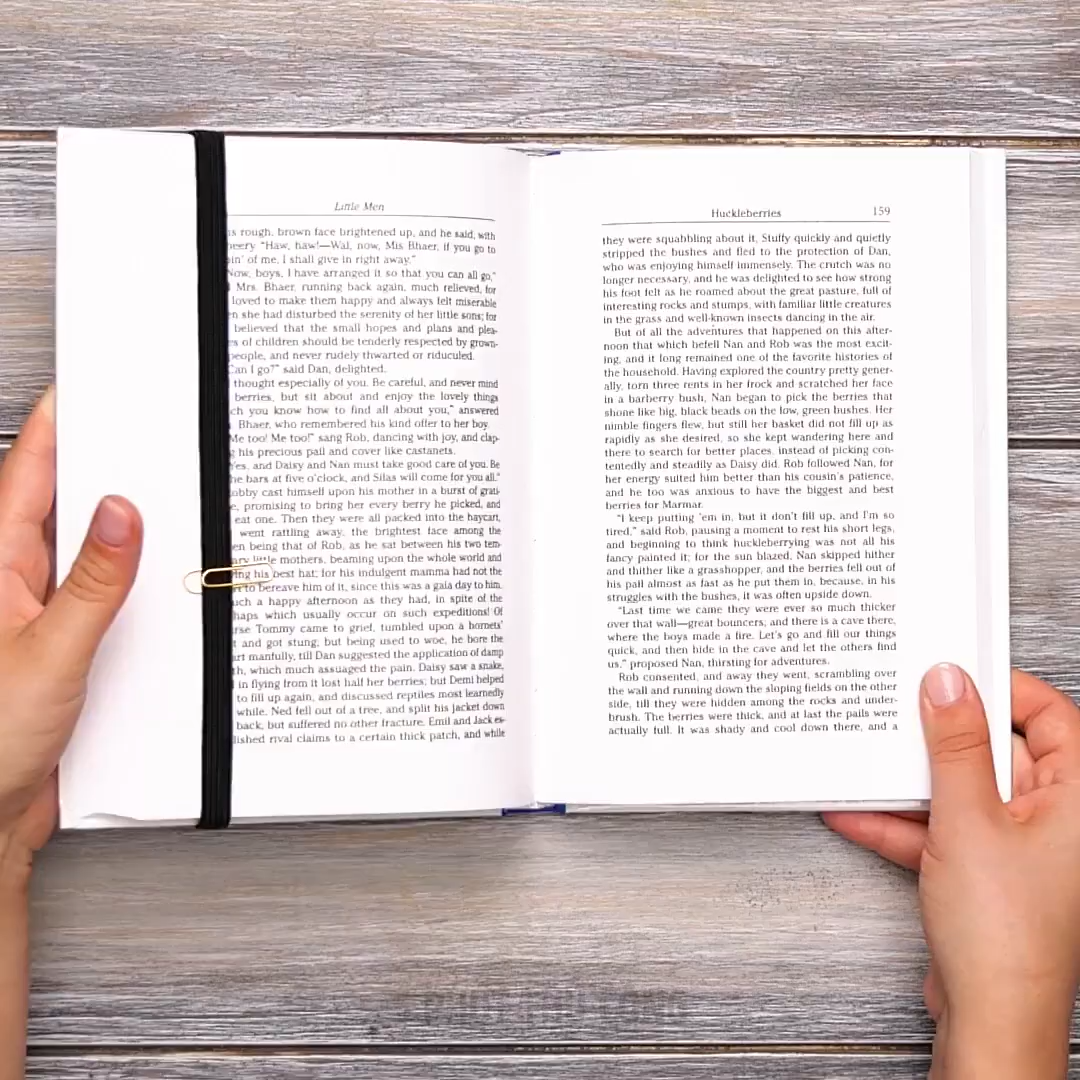 Little Men
is rough, brown face brightened up, and he said, with
heery "Haw, haw!—Wal, now, Mis Bhaer, if you go to
in' of me, I shall give in right away."
Now, boys, I have arranged it so that you can all go,"
Mrs. Bhaer, running back again, much relieved, for
loved to make them happy and always felt miserable
n she had disturbed the serenity of her little sons; for
believed that the small hopes and plans and plea-
es of children should be tenderly respected by grown-
people, and never rudely thwarted or riduculed.
Can I go?" said Dan, delighted.
thought especially of you. Be careful, and never mind
berries, but sit about and enjoy the lovely things
ch you know how to find all about you," answered
Bhaer, who remembered his kind offer to her boy.
Me too! Me too!" sang Rob, dancing with joy, and clap-
g his precious pail and cover like castanets.
Yes, and Daisy and Nan must take good care of you. Be
he bars at five o'clock, and Silas will come for you all."
obby cast himself upon his mother in a burst of grati-
e, promising to bring her every berry he picked, and
eat one. Then they were all packed into the haycart,
went rattling away, the brightest face among the
en being that of Rob, as he sat between his two tem-
ary little mothers, beaming upon the whole world and
ing his best hat; for his indulgent mamma had not the
rt to bereave him of it, since this was a gala day to him.
uch a happy afternoon as they had, in spite of the
haps which usually occur on such expeditions! Of
rse Tommy came to grief, tumbled upon a hornets'
t and got stung, but being used to woe, he bore the
art manfully, till Dan suggested the application of damp
th, which much assuaged the pain. Daisy saw a snake,
in flying from it lost half her berries; but Demi helped
to fill up again, and discussed reptiles most learnedly
while. Ned fell out of a tree, and split his jacket down
back, but suffered no other fracture. Emil and Jack es-
lished rival claims to a certain thick patch, and while
Huckleberries 159
they were squabbling about it, Stuffy quickly and quietly
stripped the bushes and fled to the protection of Dan,
who was enjoying himself immensely. The crutch was no
longer necessary, and he was delighted to see how strong
his foot felt as he roamed about the great pasture, full of
interesting rocks and stumps, with familiar little creatures
in the grass and well-known insects dancing in the air.
But of all the adventures that happened on this after-
noon that which befell Nan and Rob was the most excit-
ing, and it long remained one of the favorite histories of
the household. Having explored the country pretty gener-
ally, torn three rents in her frock and scratched her face
in a barberry bush, Nan began to pick the berries that
shone like big, black beads on the low, green bushes. Her
nimble fingers flew, but still her basket did not fill up as
rapidly as she desired, so she kept wandering here and
there to search for better places, instead of picking con-
tentedly and steadily as Daisy did. Rob followed Nan, for
her energy suited him better than his cousin's patience,
and he too was anxious to have the biggest and best
berries for Marmar.
"I keep putting 'em in, but it don't fill up, and I'm so
tired," said Rob, pausing a moment to rest his short legs,
and beginning to think huckleberrying was not all his
fancy painted it; for the sun blazed, Nan skipped hither
and thither like a grasshopper, and the berries fell out of
his pail almost as fast as he put them in, because, in his
struggles with the bushes, it was often upside down.
"Last time we came they were ever so much thicker
over that wall—great bouncers; and there is a cave there,
where the boys made a fire. Let's go and fill our things
quick, and then hide in the cave and let the others find
us," proposed Nan, thirsting for adventures.
Rob consented, and away they went, scrambling over
the wall and running down the sloping fields on the other
side, till they were hidden among the rocks and under-
brush. The berries were thick, and at last the pails were
actually full. It was shady and cool down there, and a